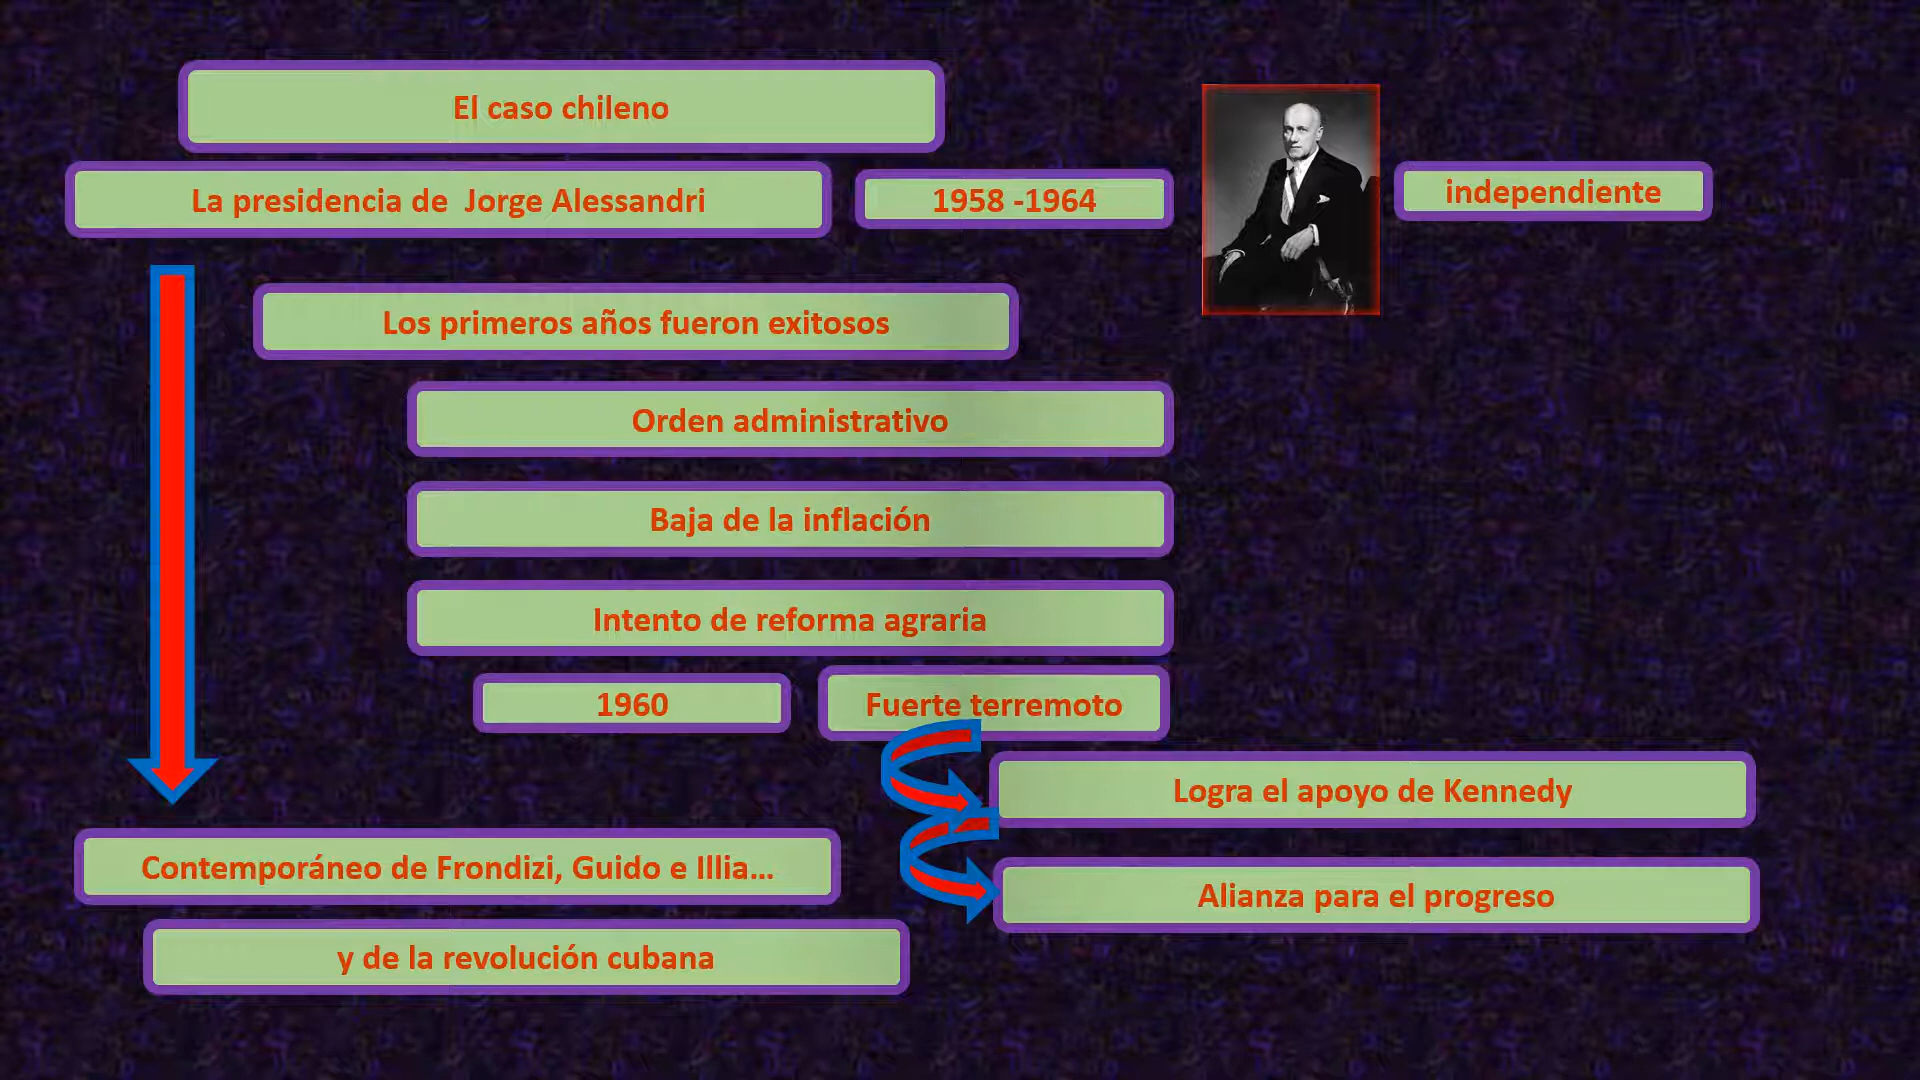 El caso chileno
La presidencia de Jorge Alessandri
1958 -1964
independiente
Los primeros años fueron exitosos
Orden administrativo
Baja de la inflación
Intento de reforma agraria
1960
Fuerte terremoto
Logra el apoyo de Kennedy
Alianza para el progreso
Contemporáneo de Frondizi, Guido e Illia...
y de la revolución cubana